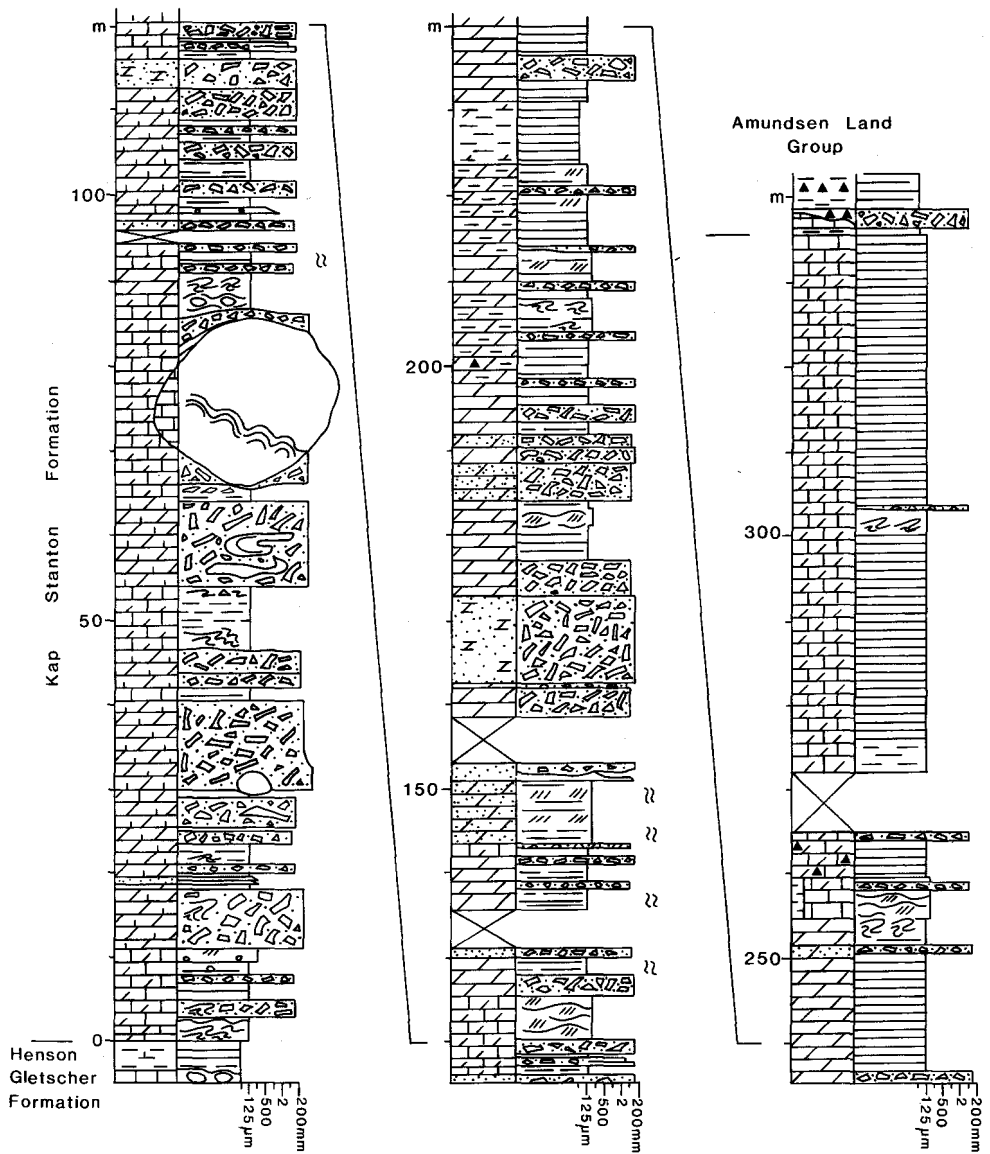 m
100
50
0
Kap Stanton Formation
Henson
Gletscher
Formation
125 µm
500
2
200mm
m
200
150
125 µm
500
2
200mm
Amundsen Land
Group
m
300
250
125 µm
500
2
200mm